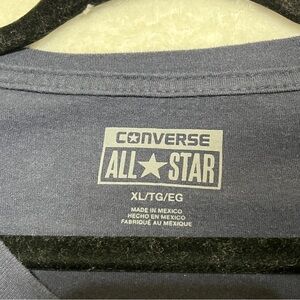 CONVERSE
ALL★STAR
XL/TG/EG
MADE IN MEXICO
HECHO EN MEXICO
FABRIQUÉ AU MEXIQUE